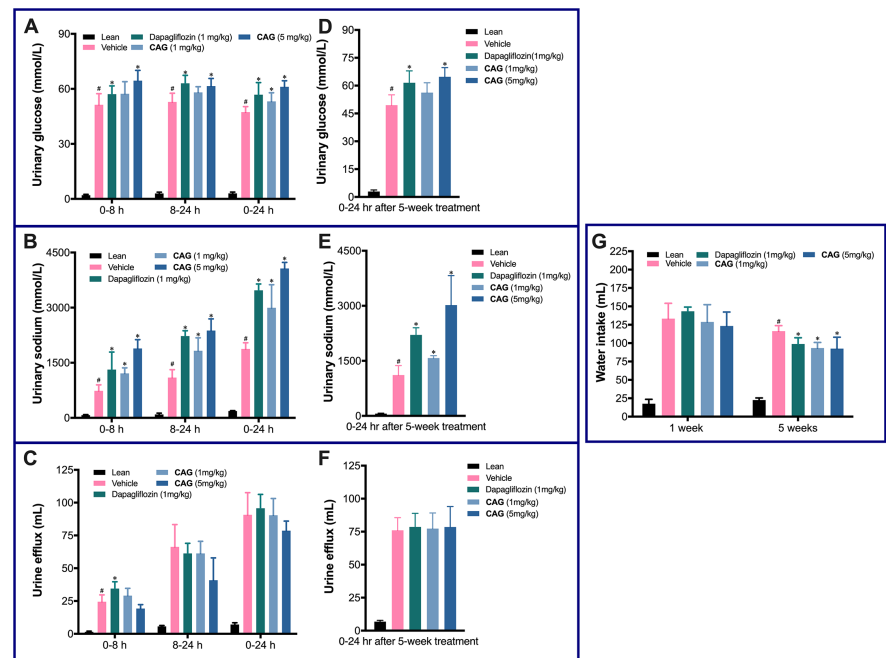 A
Lean
Vehicle
Dapagliflozin (1 mg/kg)
CAG (1 mg/kg)
CAG (5 mg/kg)
Urinary glucose (mmol/L)
90
60
30
0
0-8 h
8-24 h
0-24 h
# * * # * # * * *
D
Lean
Vehicle
Dapagliflozin(1mg/kg)
CAG (1mg/kg)
CAG (5mg/kg)
Urinary glucose (mmol/L)
90
75
60
45
30
15
0
# * *
0-24 hr after 5-week treatment
B
Lean
Vehicle
Dapagliflozin (1 mg/kg)
CAG (1 mg/kg)
CAG (5 mg/kg)
Urinary sodium (mmol/L)
4500
3000
1500
0
# * * * # * * * # * * *
0-8 h
8-24 h
0-24 h
E
Lean
Vehicle
Dapagliflozin (1mg/kg)
CAG (1mg/kg)
CAG (5mg/kg)
Urinary sodium (mmol/L)
4500
3000
1500
0
# * * *
0-24 hr after 5-week treatment
C
Lean
Vehicle
Dapagliflozin (1mg/kg)
CAG (1mg/kg)
CAG (5mg/kg)
Urine efflux (mL)
125
100
75
50
25
0
# *
0-8 h
8-24 h
0-24 h
F
Lean
Vehicle
Dapagliflozin (1mg/kg)
CAG (1mg/kg)
CAG (5mg/kg)
Urine efflux (mL)
125
100
75
50
25
0
0-24 hr after 5-week treatment
G
Lean
Vehicle
Dapagliflozin (1mg/kg)
CAG (1mg/kg)
CAG (5mg/kg)
Water intake (mL)
225
200
175
150
125
100
75
50
25
0
# * * *
1 week
5 weeks